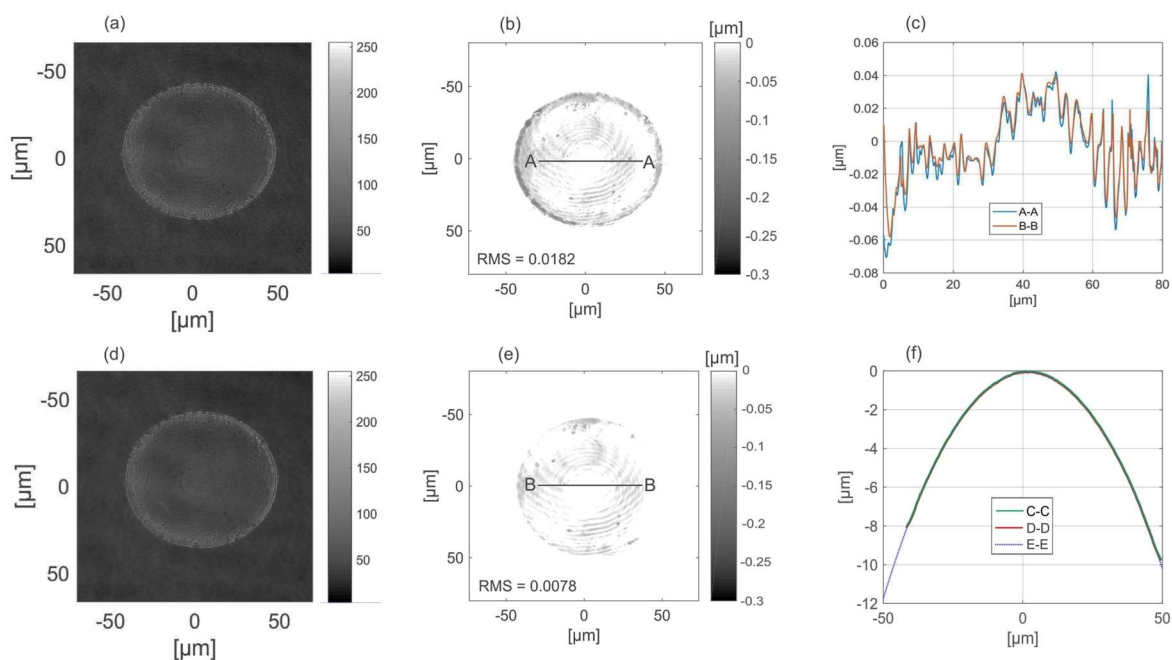 (a)
250
200
150
100
50
-50
0
50
-50
0
50
[µm]
[µm]
(b)
[µm]
0
-0.05
-0.1
-0.15
-0.2
-0.25
-0.3
-50
0
50
[µm]
A
A
RMS = 0.0182
-50
0
50
[µm]
(c)
0.06
0.04
0.02
0
-0.02
-0.04
-0.06
-0.08
[µm]
A-A
B-B
0
20
40
60
80
[µm]
(d)
250
200
150
100
50
-50
0
50
[µm]
-50
0
50
[µm]
(e)
[µm]
0
-0.05
-0.1
-0.15
-0.2
-0.25
-0.3
-50
0
50
[µm]
B
B
RMS = 0.0078
-50
0
50
[µm]
(f)
0
-2
-4
-6
-8
-10
-12
[µm]
C-C
D-D
E-E
-50
0
50
[µm]